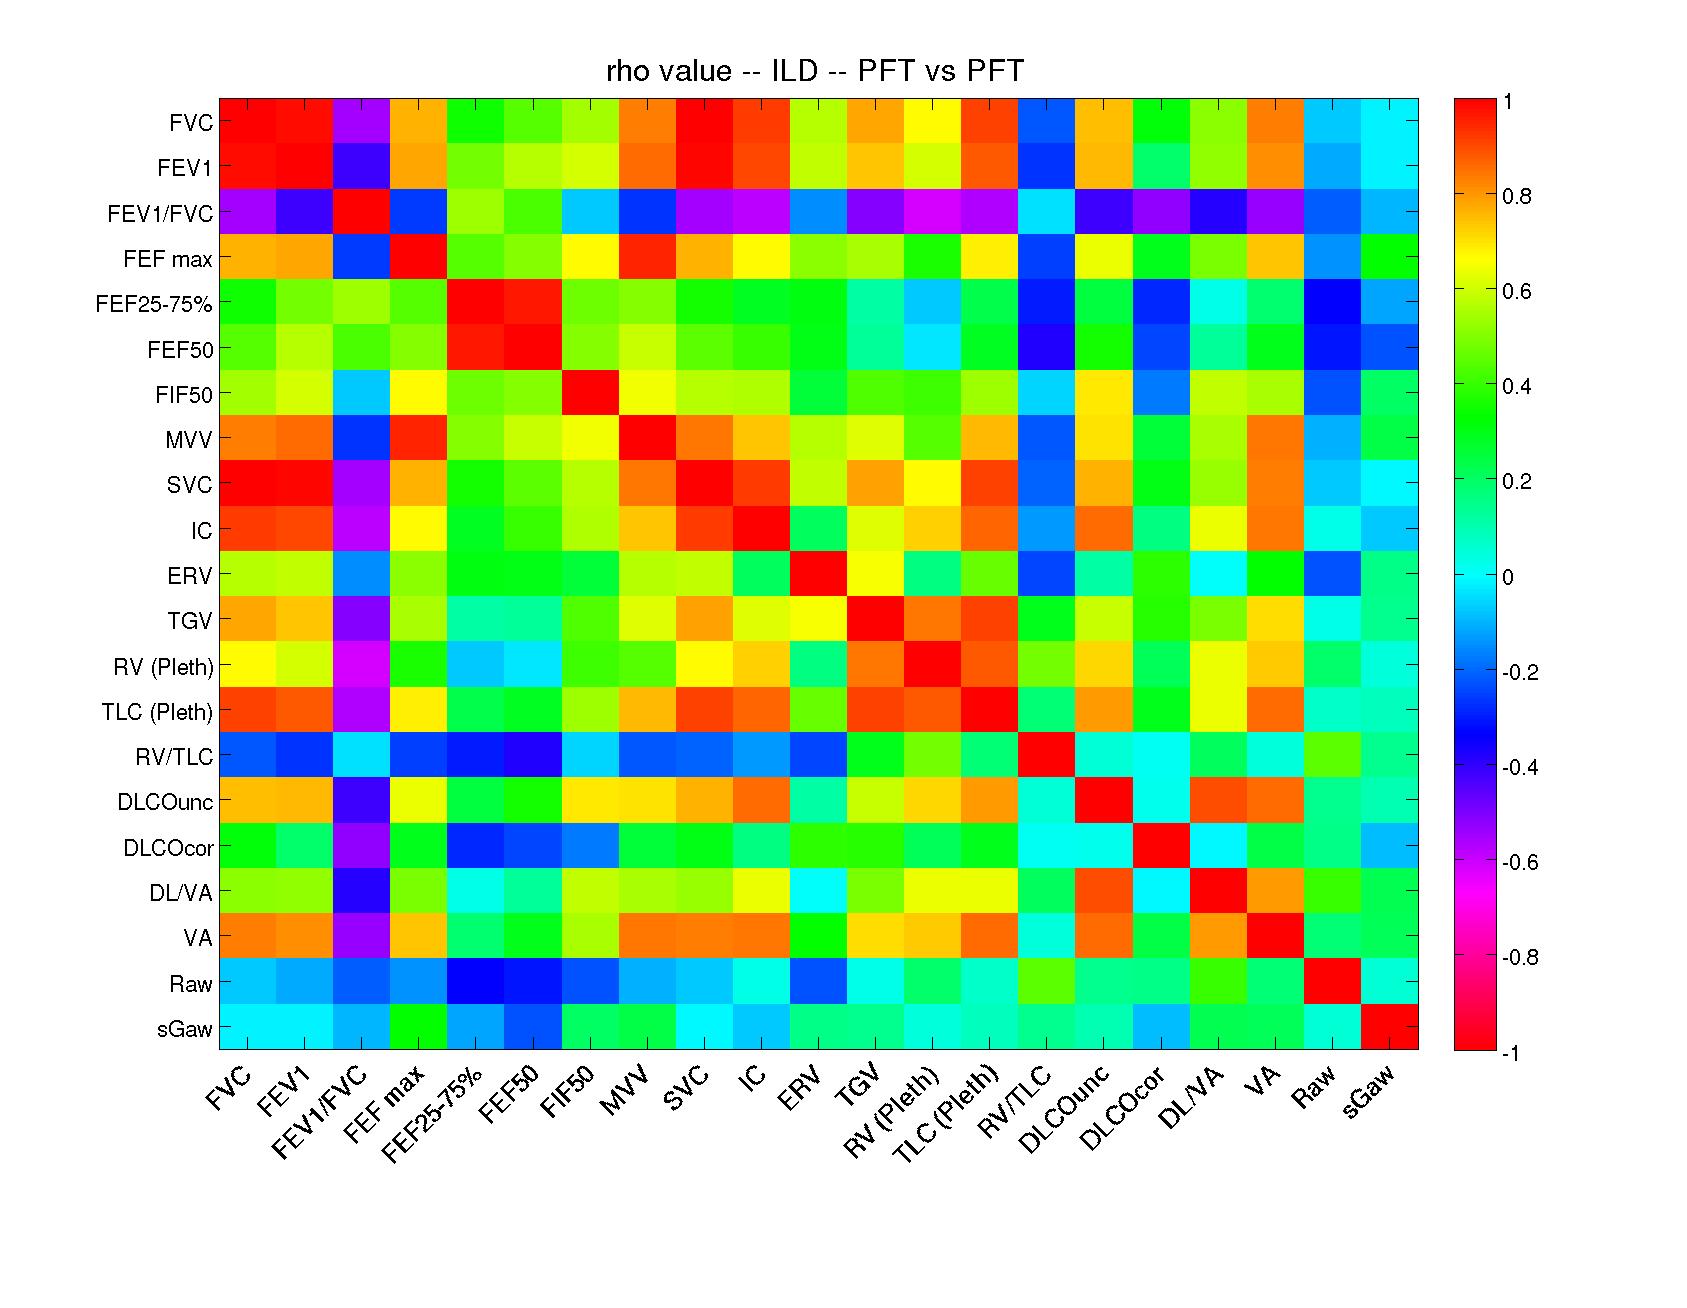 rho value -- ILD -- PFT vs PFT
FVC
FEV1
FEV1/FVC
FEF max
FEF25-75%
FEF50
FIF50
MVV
SVC
IC
ERV
TGV
RV (Pleth)
TLC (Pleth)
RV/TLC
DLCOunc
DLCOcor
DL/VA
VA
Raw
sGaw
FVC
FEV1
FEV1/FVC
FEF max
FEF25-75%
FEF50
FIF50
MVV
SVC
IC
ERV
TGV
RV (Pleth)
TLC (Pleth)
RV/TLC
DLCOunc
DLCOcor
DL/VA
VA
Raw
sGaw
1
0.8
0.6
0.4
0.2
0
-0.2
-0.4
-0.6
-0.8
-1